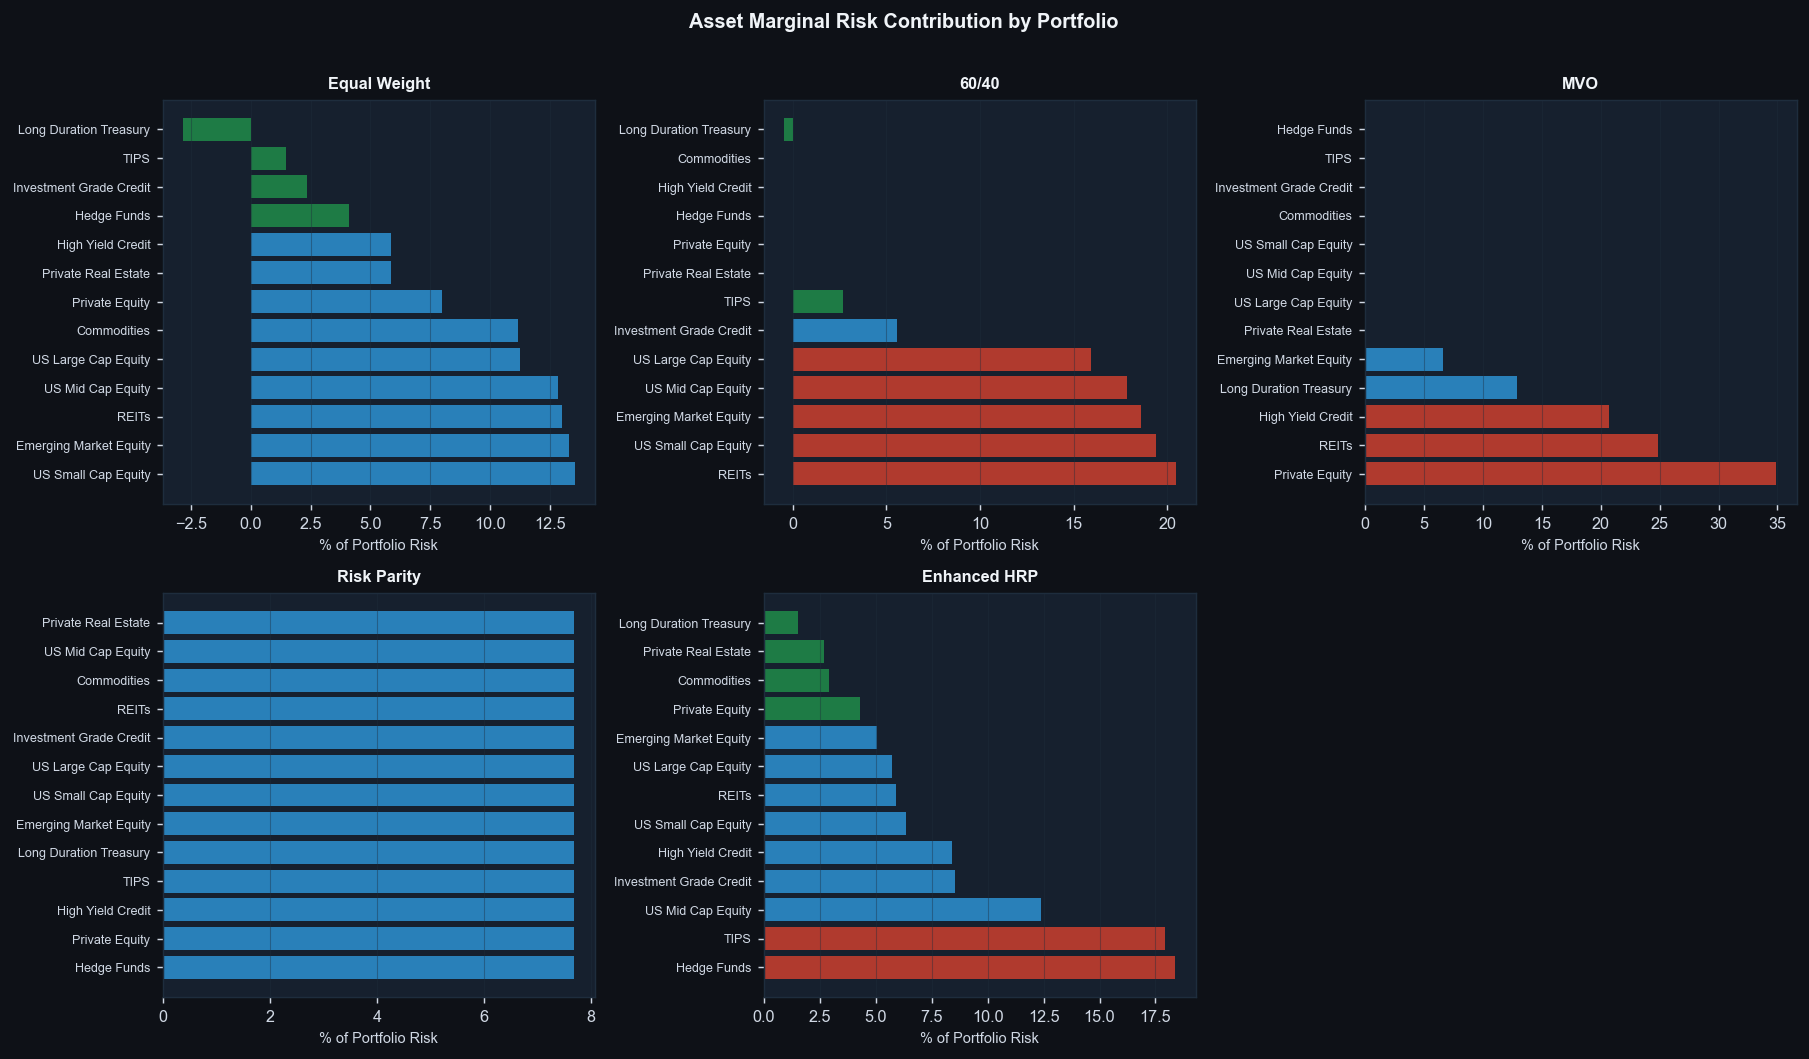 Asset Marginal Risk Contribution by Portfolio
Equal Weight
Long Duration Treasury
TIPS
Investment Grade Credit
Hedge Funds
High Yield Credit
Private Real Estate
Private Equity
Commodities
US Large Cap Equity
US Mid Cap Equity
REITs
Emerging Market Equity
US Small Cap Equity
−2.5 0.0 2.5 5.0 7.5 10.0 12.5
% of Portfolio Risk
60/40
Long Duration Treasury
Commodities
High Yield Credit
Hedge Funds
Private Equity
Private Real Estate
TIPS
Investment Grade Credit
US Large Cap Equity
US Mid Cap Equity
Emerging Market Equity
US Small Cap Equity
REITs
0 5 10 15 20
% of Portfolio Risk
MVO
Hedge Funds
TIPS
Investment Grade Credit
Commodities
US Small Cap Equity
US Mid Cap Equity
US Large Cap Equity
Private Real Estate
Emerging Market Equity
Long Duration Treasury
High Yield Credit
REITs
Private Equity
0 5 10 15 20 25 30 35
% of Portfolio Risk
Risk Parity
Private Real Estate
US Mid Cap Equity
Commodities
REITs
Investment Grade Credit
US Large Cap Equity
US Small Cap Equity
Emerging Market Equity
Long Duration Treasury
TIPS
High Yield Credit
Private Equity
Hedge Funds
0 2 4 6 8
% of Portfolio Risk
Enhanced HRP
Long Duration Treasury
Private Real Estate
Commodities
Private Equity
Emerging Market Equity
US Large Cap Equity
REITs
US Small Cap Equity
High Yield Credit
Investment Grade Credit
US Mid Cap Equity
TIPS
Hedge Funds
0.0 2.5 5.0 7.5 10.0 12.5 15.0 17.5
% of Portfolio Risk